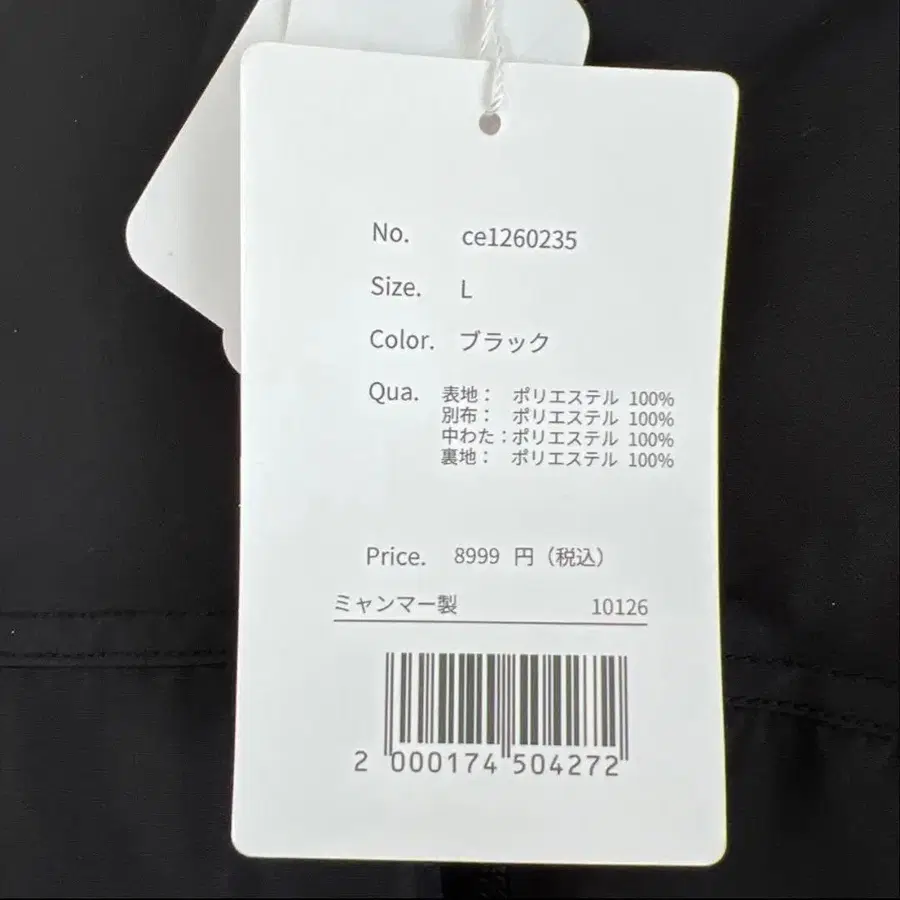 No. ce1260235
Size. L
Color. ブラック
Qua. 表地： ポリエステル 100%
別布： ポリエステル 100%
中わた：ポリエステル 100%
裏地： ポリエステル 100%
Price. 8999 円（税込）
ミャンマー製 10126
2 000174 504272